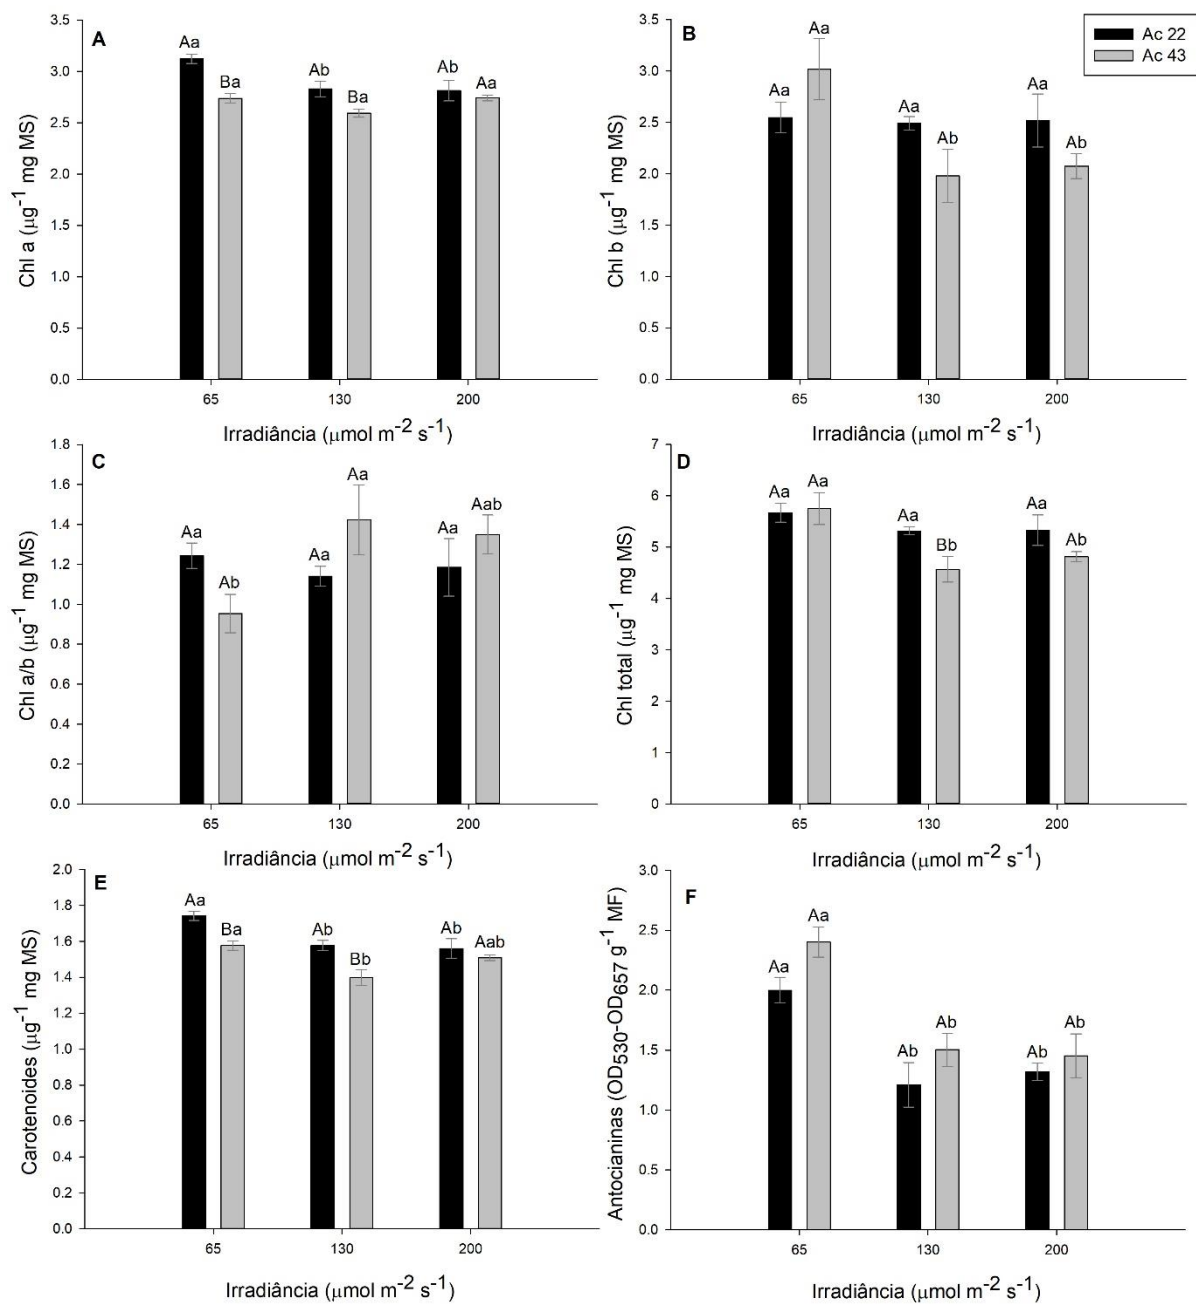 A
Chl a (μg⁻¹ mg MS)
3.5
3.0
2.5
2.0
1.5
1.0
0.5
0.0
Aa
Ba
Ab
Ba
Ab
Aa
65 130 200
Irradiância (μmol m⁻² s⁻¹)
B
Ac 22
Ac 43
Chl b (μg⁻¹ mg MS)
3.5
3.0
2.5
2.0
1.5
1.0
0.5
0.0
Aa
Aa
Aa
Ab
Aa
Ab
65 130 200
Irradiância (μmol m⁻² s⁻¹)
C
Chl a/b (μg⁻¹ mg MS)
1.8
1.6
1.4
1.2
1.0
0.8
0.6
0.4
0.2
0.0
Aa
Ab
Aa
Aa
Aa
Aab
65 130 200
Irradiância (μmol m⁻² s⁻¹)
D
Chl total (μg⁻¹ mg MS)
7
6
5
4
3
2
1
0
Aa
Aa
Aa
Bb
Aa
Ab
65 130 200
Irradiância (μmol m⁻² s⁻¹)
E
Carotenoides (μg⁻¹ mg MS)
2.0
1.8
1.6
1.4
1.2
1.0
0.8
0.6
0.4
0.2
0.0
Aa
Ba
Ab
Bb
Ab
Aab
65 130 200
Irradiância (μmol m⁻² s⁻¹)
F
Antocianinas (OD₅₃₀-OD₆₅₇ g⁻¹ MF)
3.0
2.5
2.0
1.5
1.0
0.5
0.0
Aa
Aa
Ab
Ab
Ab
Ab
65 130 200
Irradiância (μmol m⁻² s⁻¹)